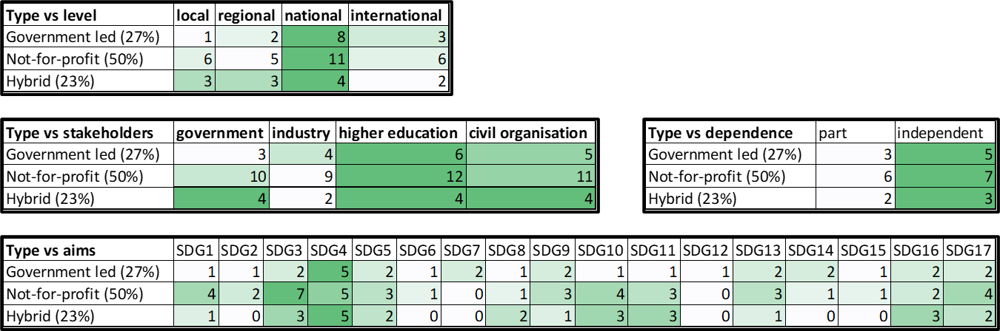 Type vs level local regional national international
Government led (27%) 1 2 8 3
Not-for-profit (50%) 6 5 11 6
Hybrid (23%) 3 3 4 2
Type vs stakeholders government industry higher education civil organisation
Government led (27%) 3 4 6 5
Not-for-profit (50%) 10 9 12 11
Hybrid (23%) 4 2 4 4
Type vs dependence part independent
Government led (27%) 3 5
Not-for-profit (50%) 6 7
Hybrid (23%) 2 3
Type vs aims SDG1 SDG2 SDG3 SDG4 SDG5 SDG6 SDG7 SDG8 SDG9 SDG10 SDG11 SDG12 SDG13 SDG14 SDG15 SDG16 SDG17
Government led (27%) 1 1 2 5 2 1 2 1 2 1 1 1 2 2 1 2 2
Not-for-profit (50%) 4 2 7 5 3 1 0 1 3 4 3 0 3 1 1 2 4
Hybrid (23%) 1 0 3 5 2 0 0 2 1 3 3 0 1 0 0 3 2